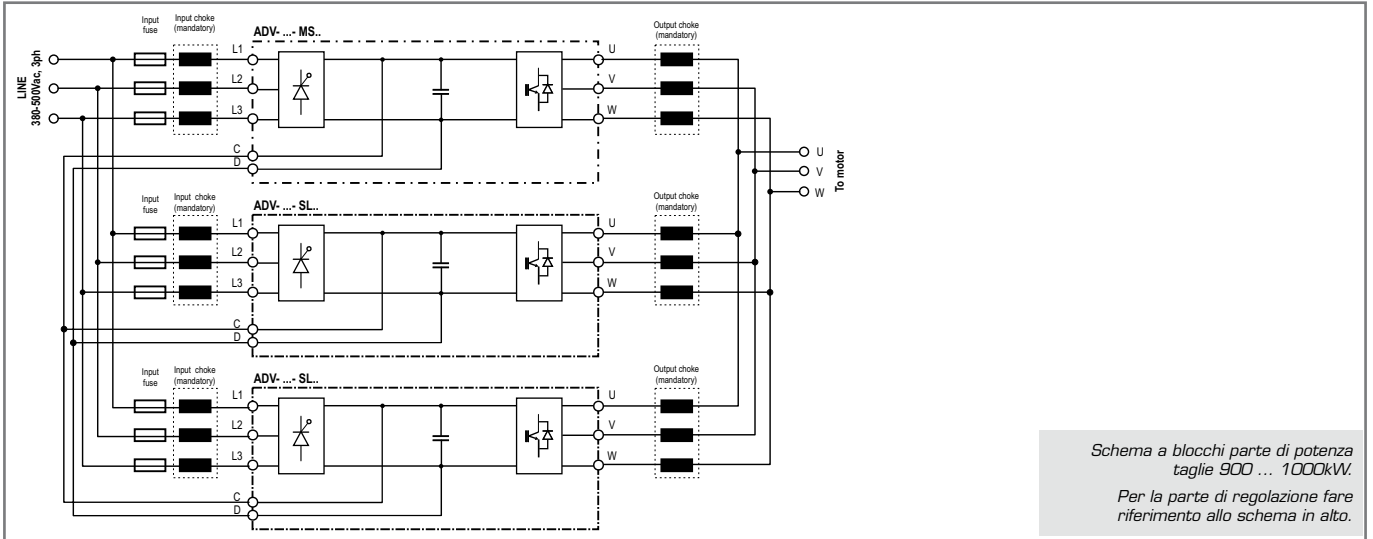 Input
fuse
Input choke
(mandatory)
ADV- ...- MS..
Output choke
(mandatory)
LINE
380-500Vac, 3ph
L1
L2
L3
C
D
U
V
W
U
V
W
To motor
Input
fuse
Input choke
(mandatory)
ADV- ...- SL..
Output choke
(mandatory)
L1
L2
L3
C
D
U
V
W
Input
fuse
Input choke
(mandatory)
ADV- ...- SL..
Output choke
(mandatory)
L1
L2
L3
C
D
U
V
W
Schema a blocchi parte di potenza
taglie 900 ... 1000kW.
Per la parte di regolazione fare
riferimento allo schema in alto.